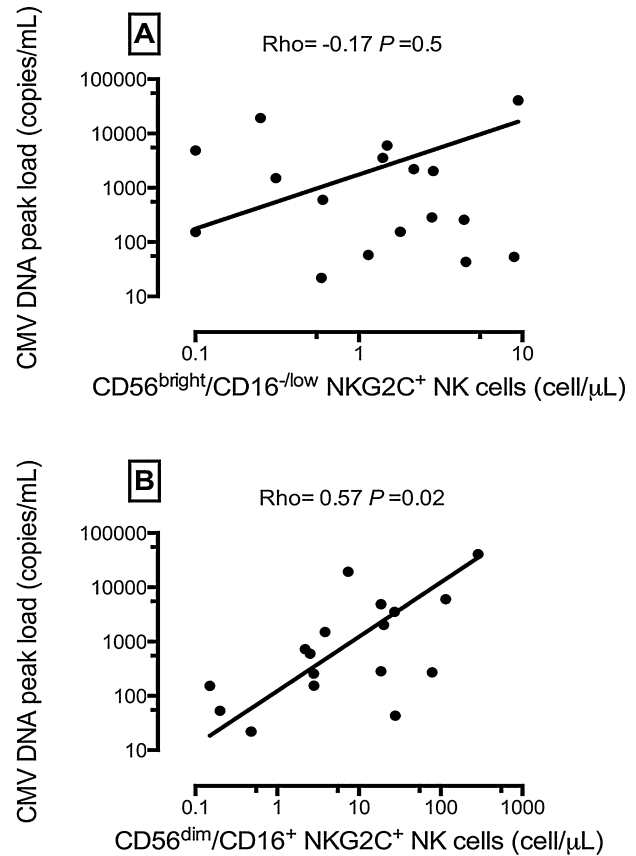 A
Rho= -0.17 P =0.5
CMV DNA peak load (copies/mL)
100000
10000
1000
100
10
0.1 1 10
CD56bright/CD16-/low NKG2C+ NK cells (cell/µL)
B
Rho= 0.57 P =0.02
CMV DNA peak load (copies/mL)
100000
10000
1000
100
10
0.1 1 10 100 1000
CD56dim/CD16+ NKG2C+ NK cells (cell/µL)